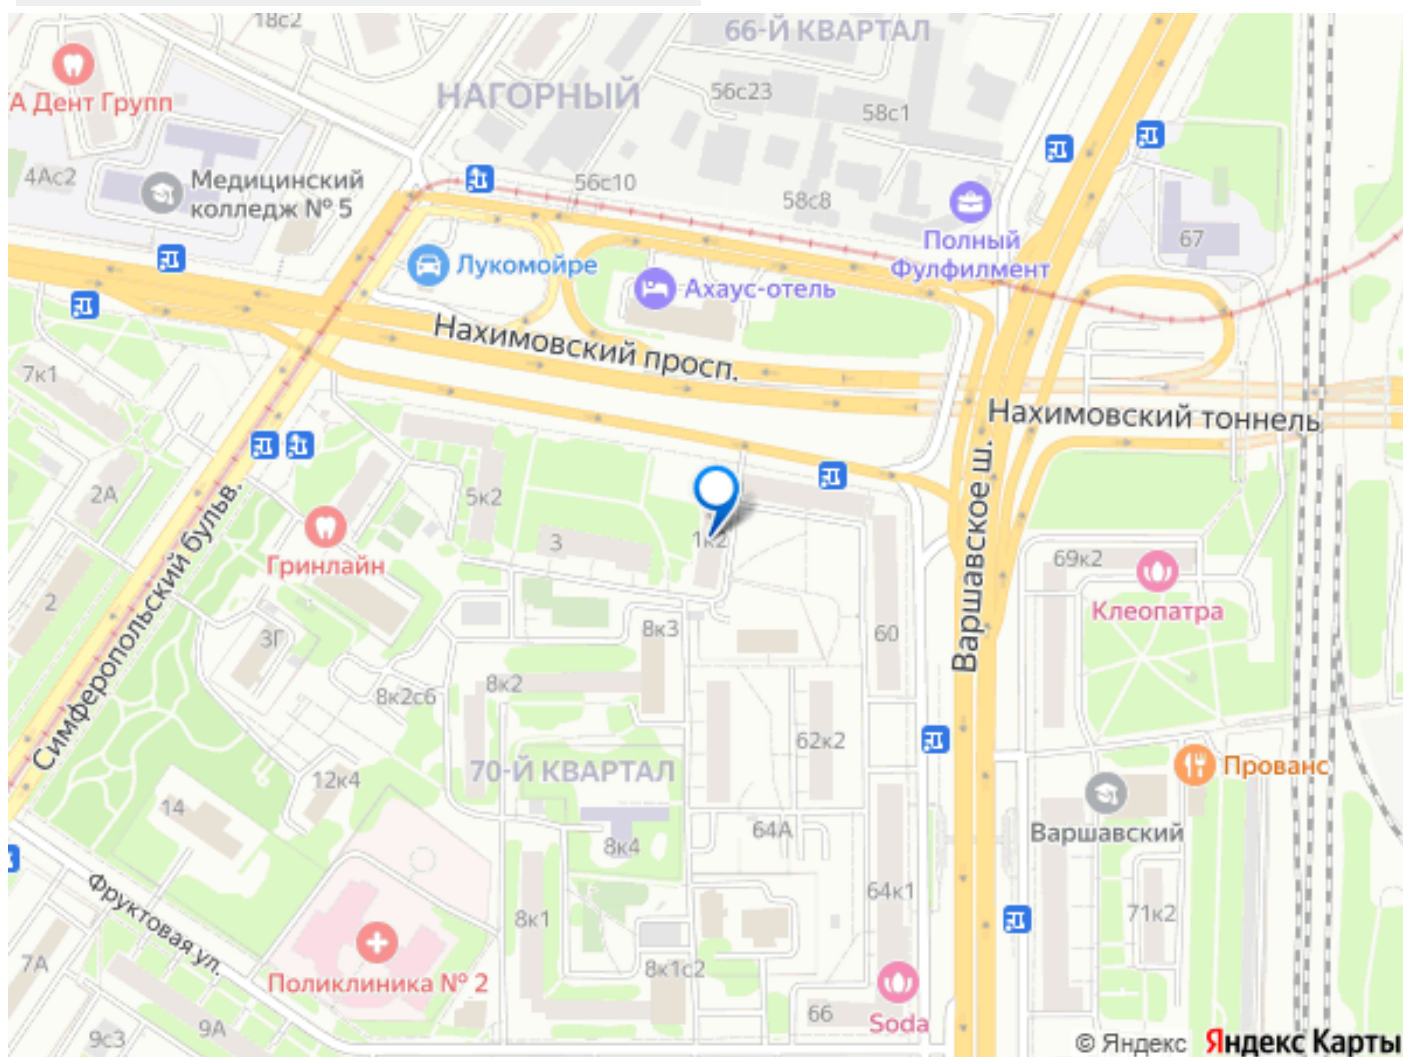 18с2
66-Й КВАРТАЛ
А Дент Групп
НАГОРНЫЙ
56с23
58с1
4Ас2
Медицинский
колледж № 5
56с10
58с8
Полный
Фулфилмент
67
Лукомойре
Ахаус-отель
Нахимовский просп.
7к1
Нахимовский тоннель
2А
5к2
Симферопольский бульв.
Гринлайн
3
1к2
Варшавское ш.
69к2
Клеопатра
2
3Г
8к3
60
8к2с6
8к2
62к2
70-Й КВАРТАЛ
12к4
14
Прованс
Варшавский
64А
8к4
64к1
Фруктовая ул.
8к1
71к2
7А
Поликлиника № 2
8к1с2
66
Soda
9А
9с3
© Яндекс
Яндекс Карты